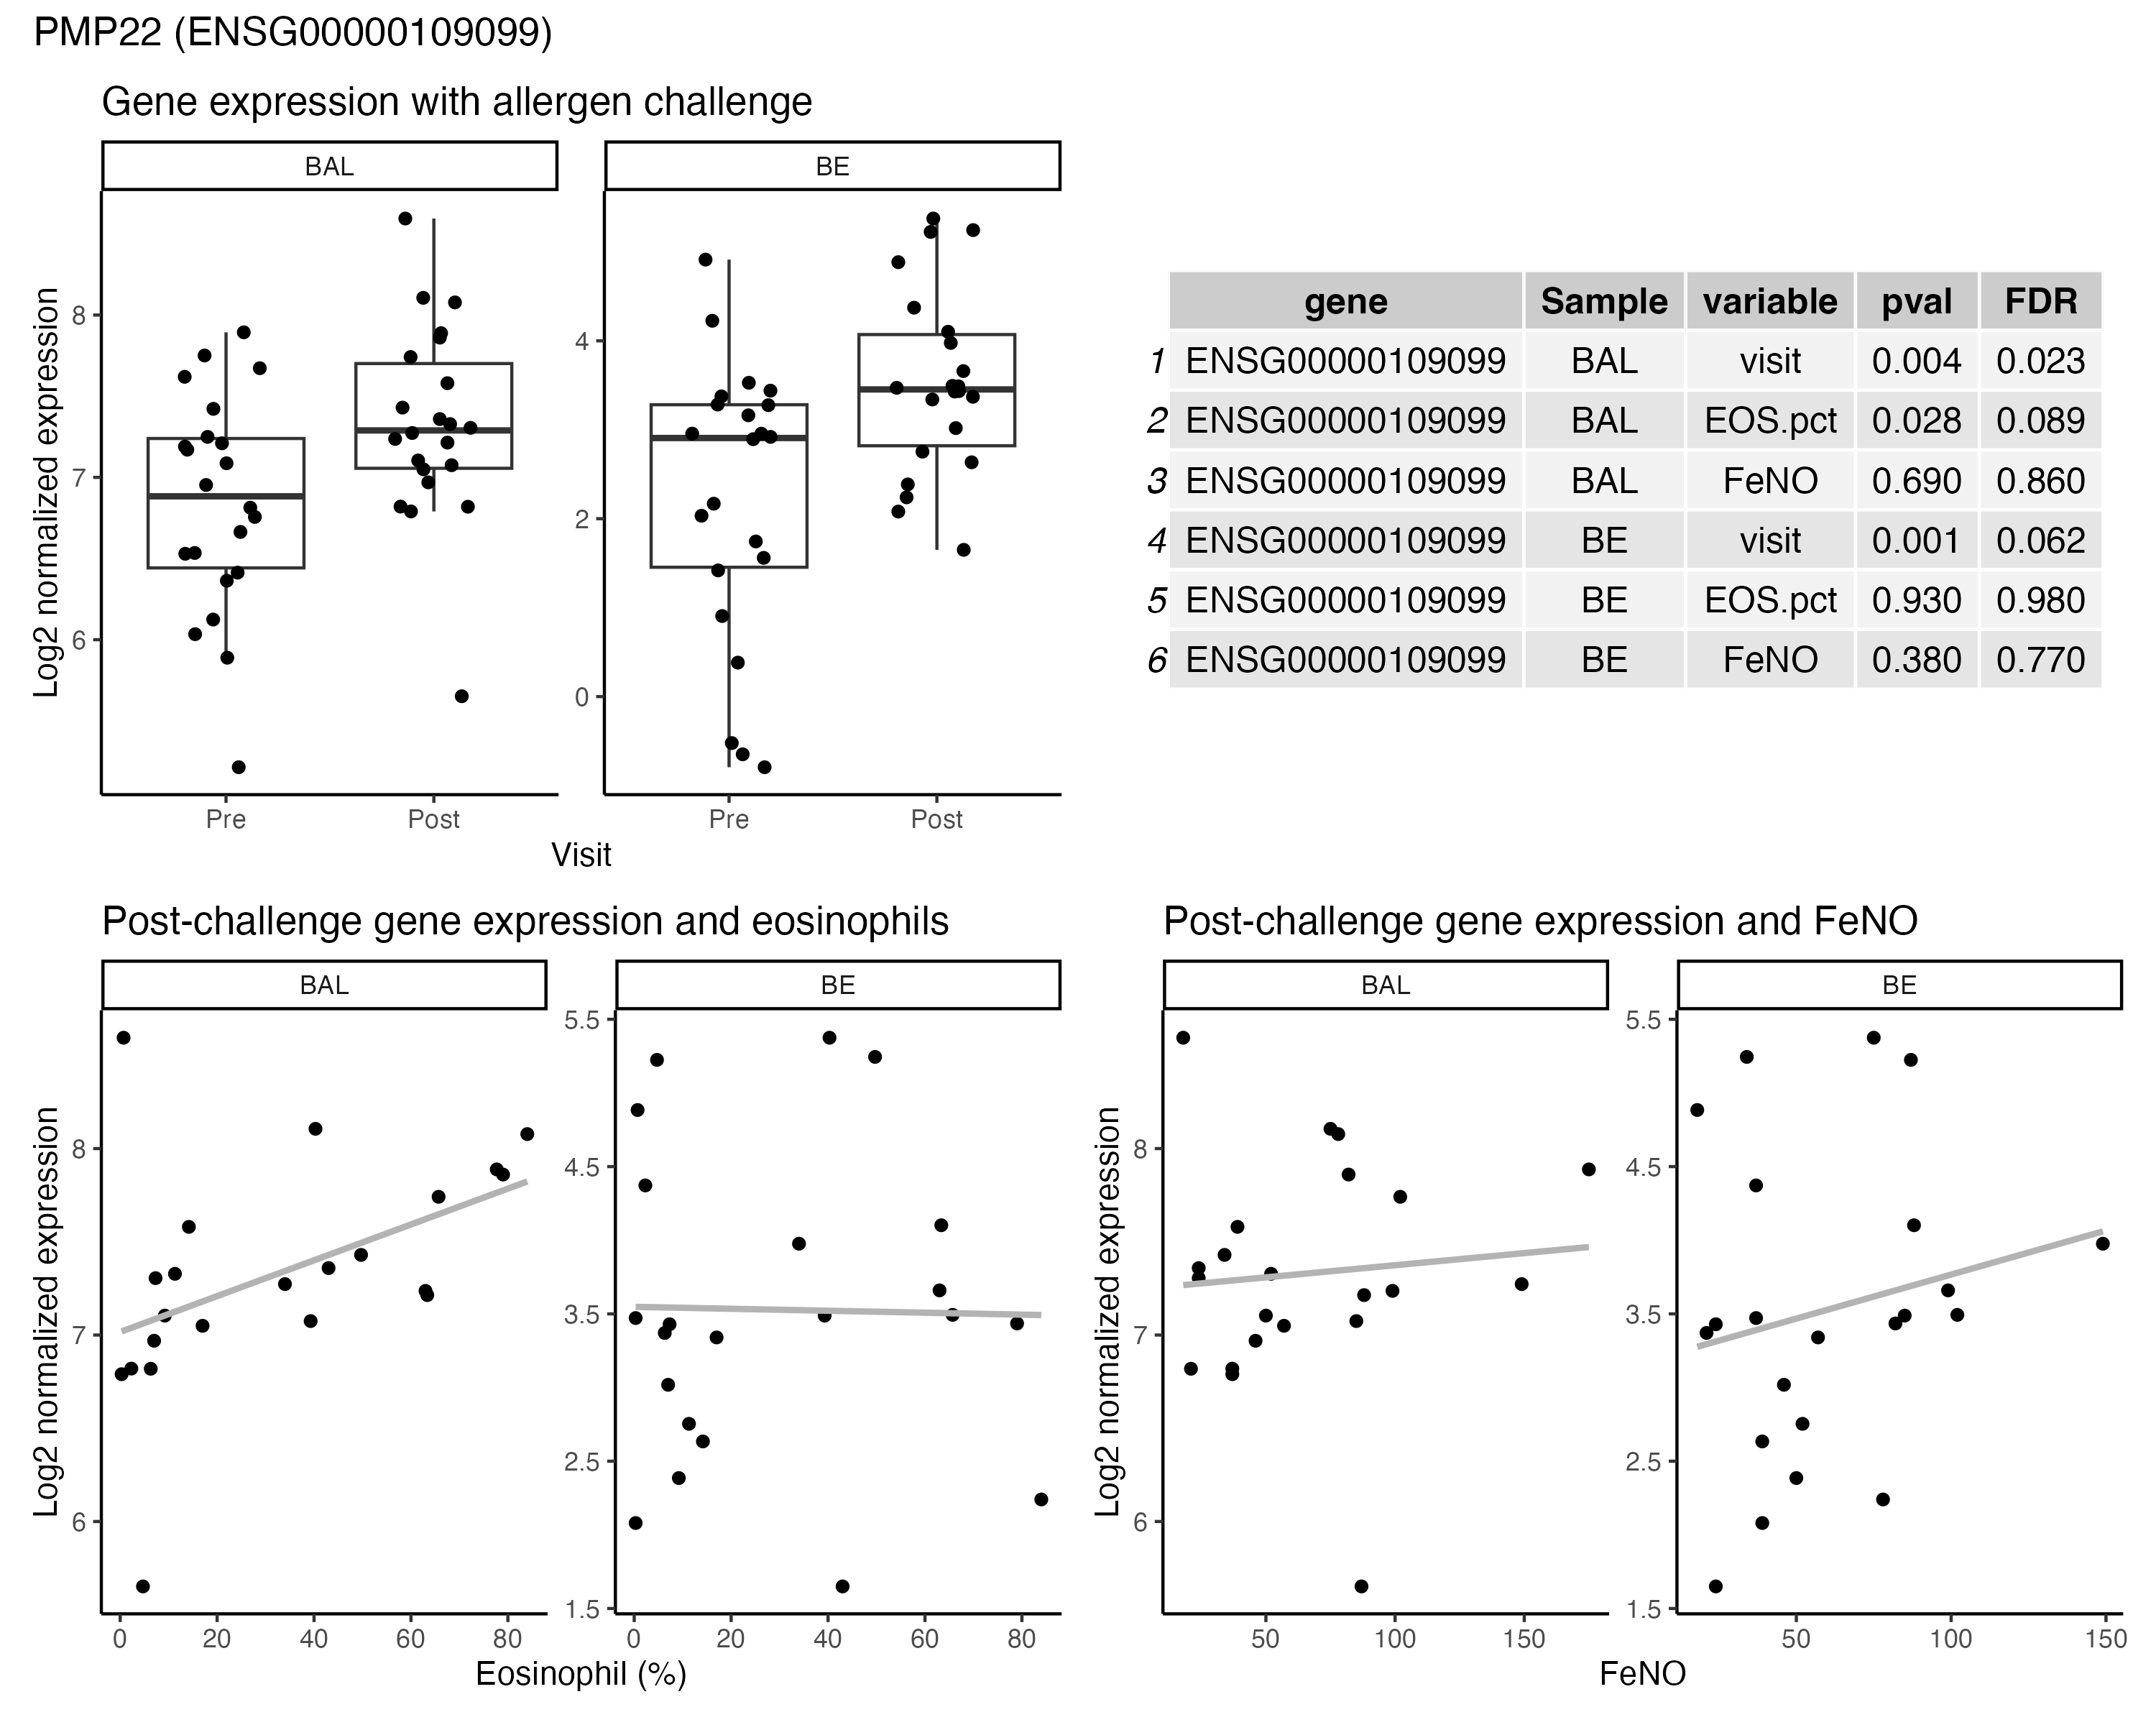 PMP22 (ENSG00000109099)
Gene expression with allergen challenge
BAL
BE
Log2 normalized expression
8
7
6
4
2
0
Pre
Post
Pre
Post
Visit
gene Sample variable pval FDR
1 ENSG00000109099 BAL visit 0.004 0.023
2 ENSG00000109099 BAL EOS.pct 0.028 0.089
3 ENSG00000109099 BAL FeNO 0.690 0.860
4 ENSG00000109099 BE visit 0.001 0.062
5 ENSG00000109099 BE EOS.pct 0.930 0.980
6 ENSG00000109099 BE FeNO 0.380 0.770
Post-challenge gene expression and eosinophils
BAL
BE
Log2 normalized expression
8
7
6
5.5
4.5
3.5
2.5
1.5
0 20 40 60 80
0 20 40 60 80
Eosinophil (%)
Post-challenge gene expression and FeNO
BAL
BE
Log2 normalized expression
8
7
6
5.5
4.5
3.5
2.5
1.5
50 100 150
50 100 150
FeNO